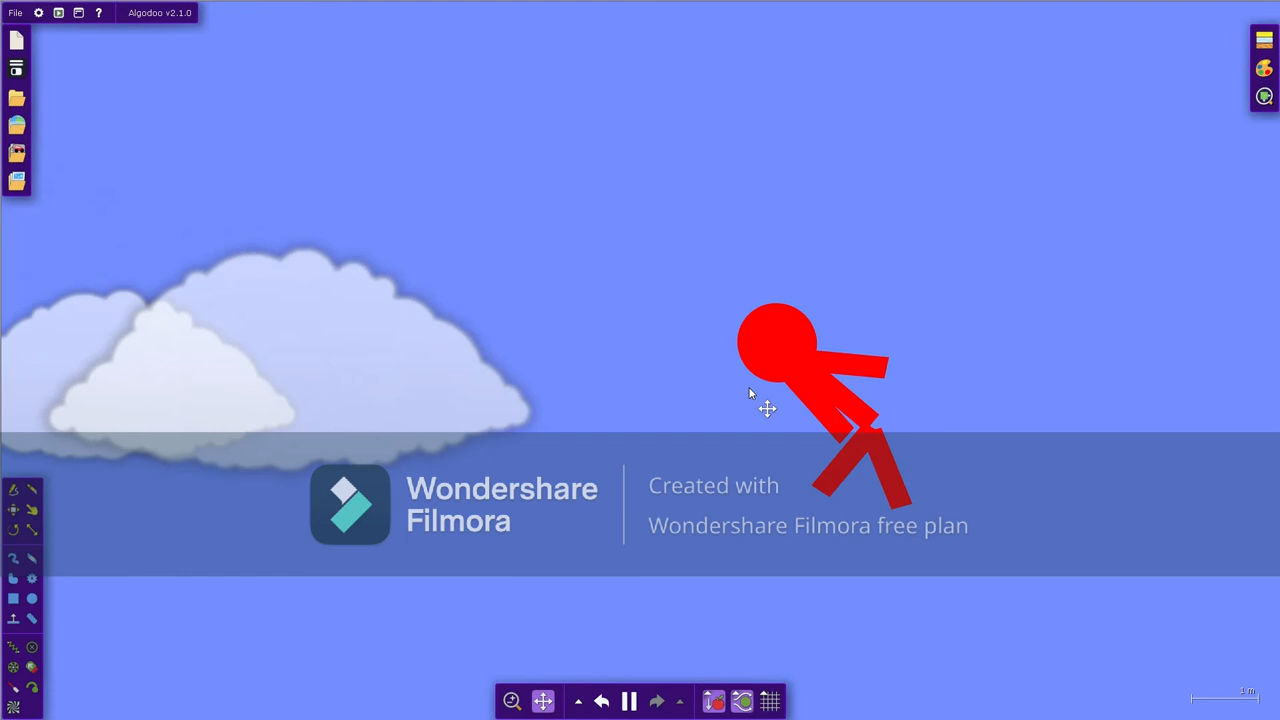 File
?
Algodoo v2.1.0
Wondershare
Filmora
Created with
Wondershare Filmora free plan
1 m